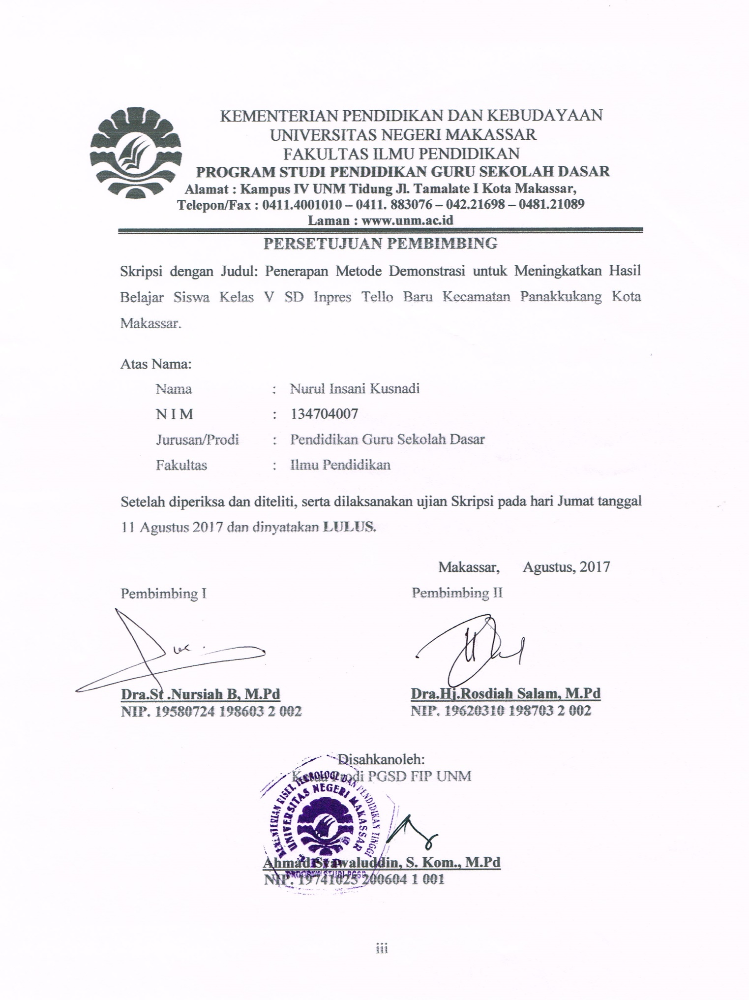 KEMENTERIAN PENDIDIKAN DAN KEBUDAYAAN
UNIVERSITAS NEGERI MAKASSAR
FAKULTAS ILMU PENDIDIKAN
PROGRAM STUDI PENDIDIKAN GURU SEKOLAH DASAR
Alamat : Kampus IV UNM Tidung Jl. Tamalate I Kota Makassar,
Telepon/Fax : 0411.4001010 – 0411. 883076 – 042.21698 – 0481.21089
Laman : www.unm.ac.id
PERSETUJUAN PEMBIMBING
Skripsi dengan Judul: Penerapan Metode Demonstrasi untuk Meningkatkan Hasil
Belajar Siswa Kelas V SD Inpres Tello Baru Kecamatan Panakkukang Kota
Makassar.
Atas Nama:
Nama : Nurul Insani Kusnadi
N I M : 134704007
Jurusan/Prodi : Pendidikan Guru Sekolah Dasar
Fakultas : Ilmu Pendidikan
Setelah diperiksa dan diteliti, serta dilaksanakan ujian Skripsi pada hari Jumat tanggal
11 Agustus 2017 dan dinyatakan LULUS.
Makassar, Agustus, 2017
Pembimbing I Pembimbing II
Dra.St .Nursiah B, M.Pd Dra.Hj.Rosdiah Salam, M.Pd
NIP. 19580724 198603 2 002 NIP. 19620310 198703 2 002
Disahkanoleh:
Ketua Prodi PGSD FIP UNM
KEMENTERIAN RISET, TEKNOLOGI DAN PENDIDIKAN TINGGI
UNIVERSITAS NEGERI MAKASSAR
FIP
PROGRAM STUDI PGSD
Ahmad Syawaluddin, S. Kom., M.Pd
NIP. 19741025 200604 1 001
iii